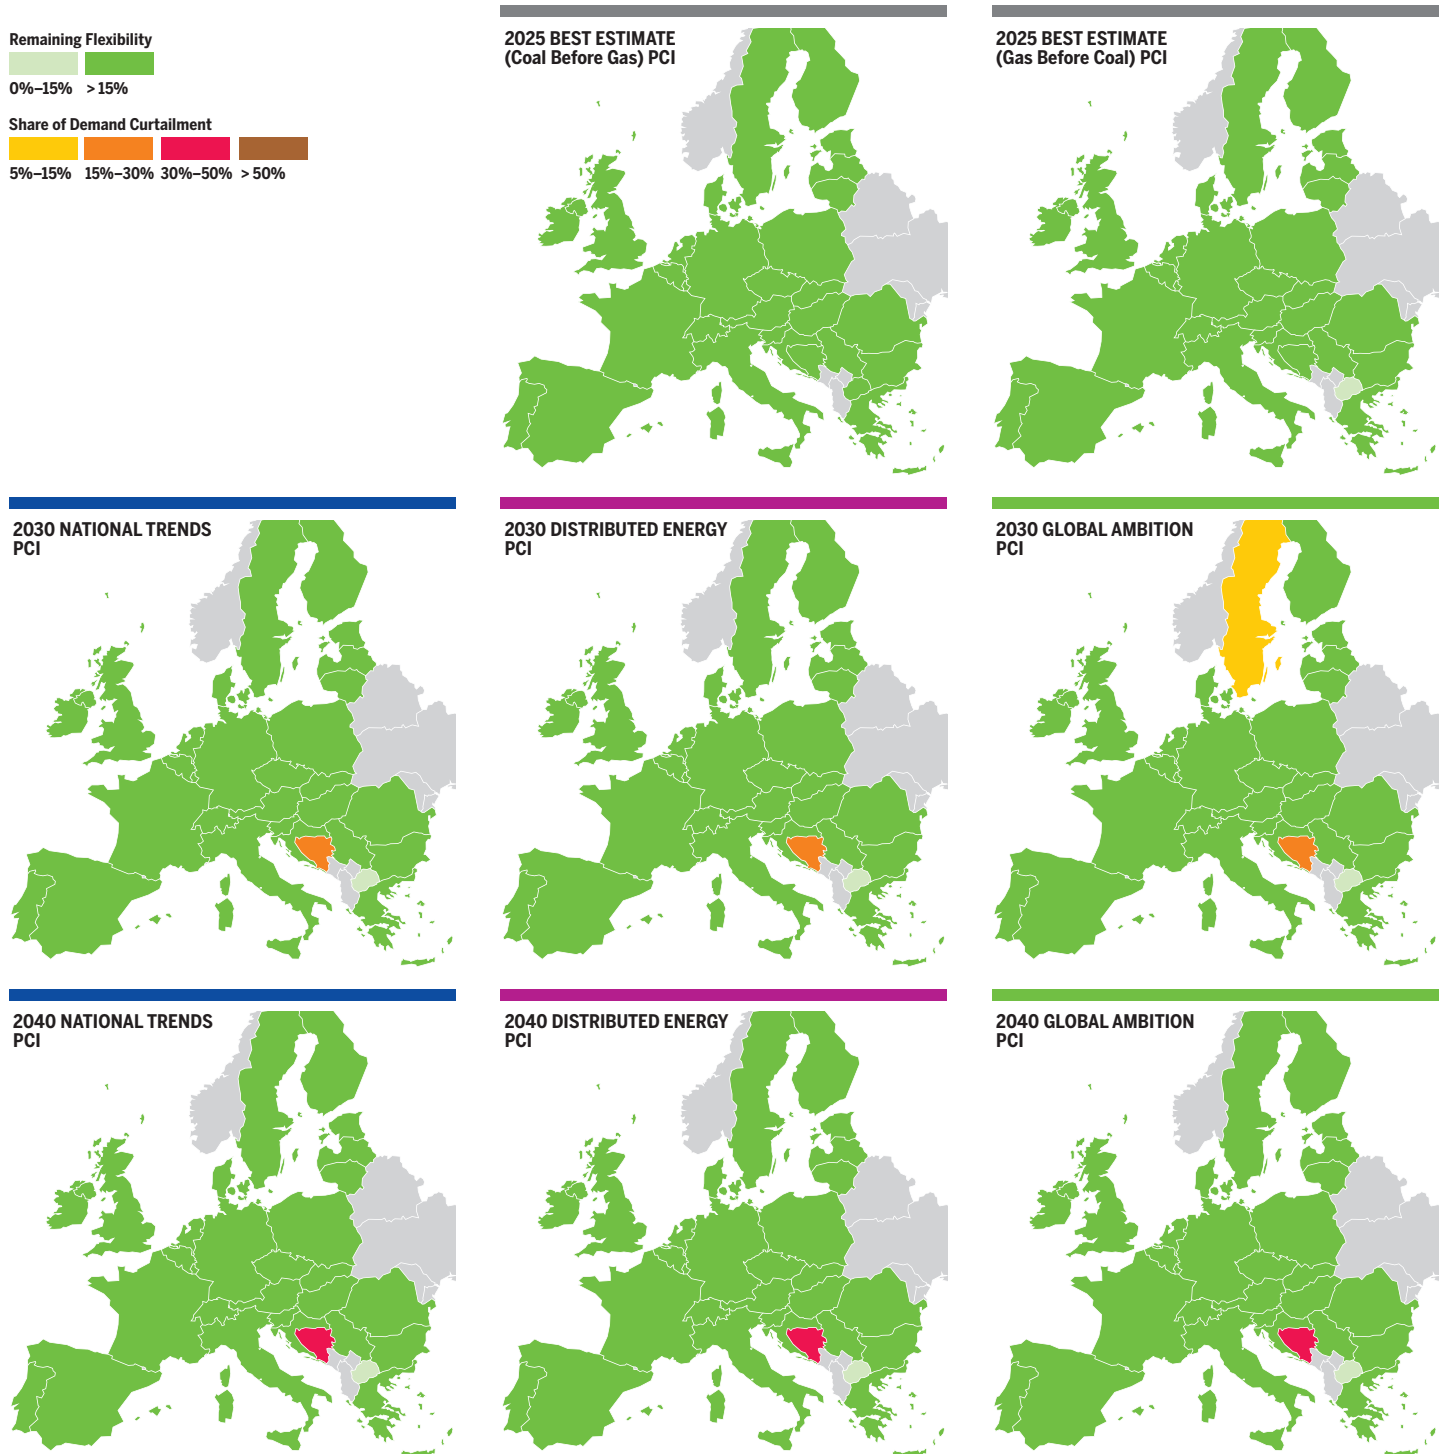 Remaining Flexibility
0%–15% > 15%
Share of Demand Curtailment
5%–15% 15%–30% 30%–50% > 50%
2025 BEST ESTIMATE
(Coal Before Gas) PCI
2025 BEST ESTIMATE
(Gas Before Coal) PCI
2030 NATIONAL TRENDS
PCI
2030 DISTRIBUTED ENERGY
PCI
2030 GLOBAL AMBITION
PCI
2040 NATIONAL TRENDS
PCI
2040 DISTRIBUTED ENERGY
PCI
2040 GLOBAL AMBITION
PCI